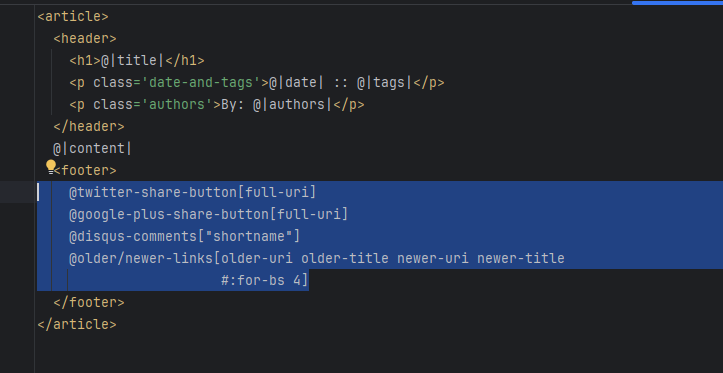 <article>
<header>
<h1>@|title|</h1>
<p class='date-and-tags'>@|date| :: @|tags|</p>
<p class='authors'>By: @|authors|</p>
</header>
@|content|
<footer>
@twitter-share-button[full-uri]
@google-plus-share-button[full-uri]
@disqus-comments["shortname"]
@older/newer-links[older-uri older-title newer-uri newer-title
#:for-bs 4]
</footer>
</article>